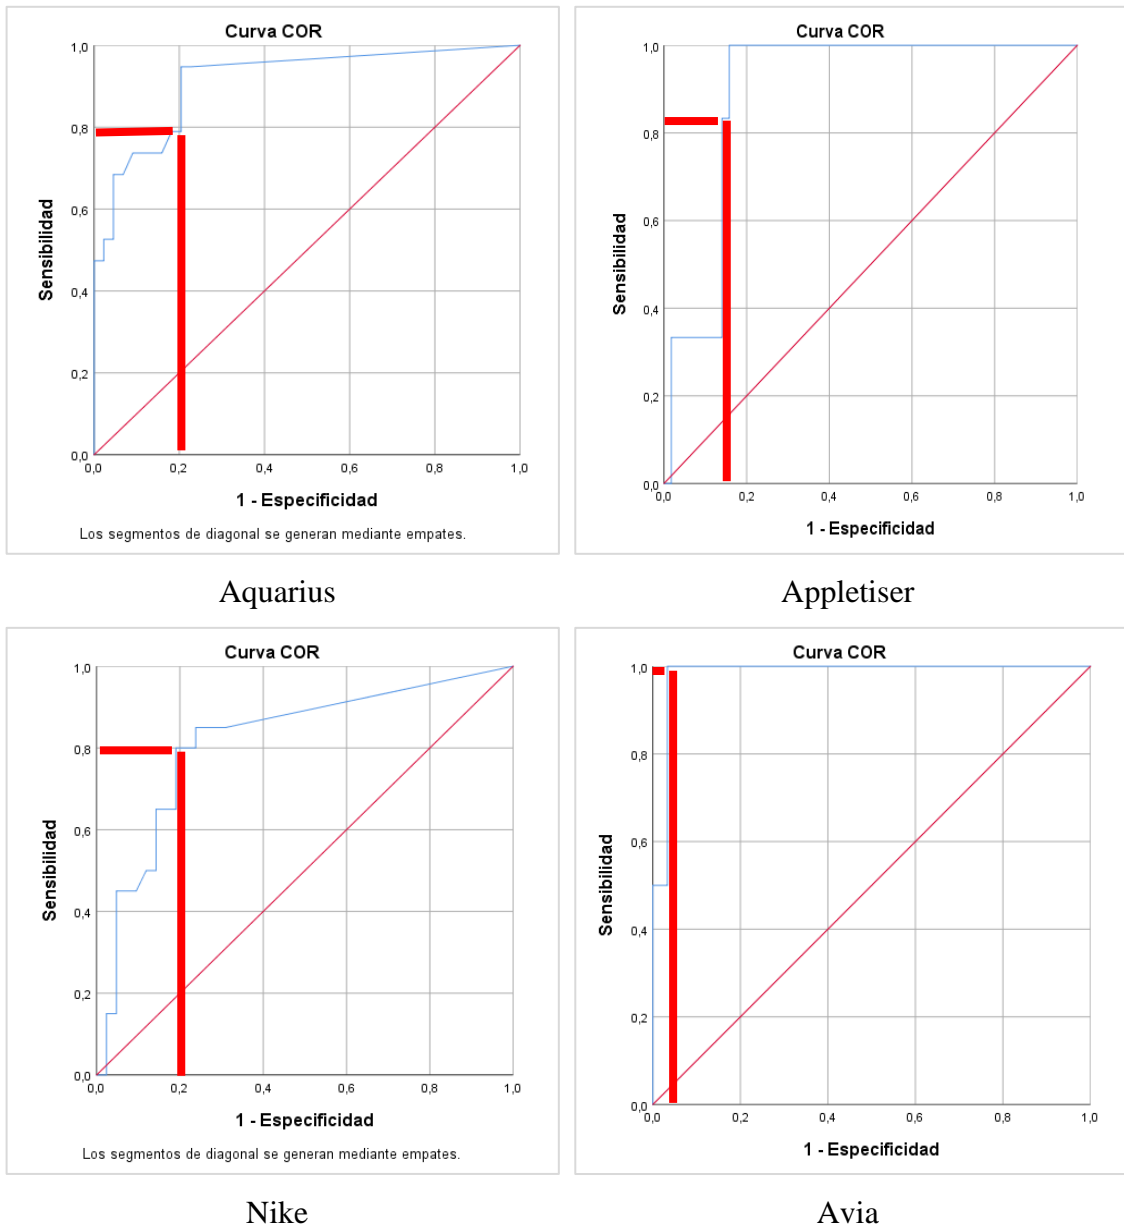 Curva COR
1,0
0,8
0,6
0,4
0,2
0,0
Sensibilidad
0,0 0,2 0,4 0,6 0,8 1,0
1 - Especificidad
Los segmentos de diagonal se generan mediante empates.
Aquarius
Curva COR
1,0
0,8
0,6
0,4
0,2
0,0
Sensibilidad
0,0 0,2 0,4 0,6 0,8 1,0
1 - Especificidad
Appletiser
Curva COR
1,0
0,8
0,6
0,4
0,2
0,0
Sensibilidad
0,0 0,2 0,4 0,6 0,8 1,0
1 - Especificidad
Los segmentos de diagonal se generan mediante empates.
Nike
Curva COR
1,0
0,8
0,6
0,4
0,2
0,0
Sensibilidad
0,0 0,2 0,4 0,6 0,8 1,0
1 - Especificidad
Avia